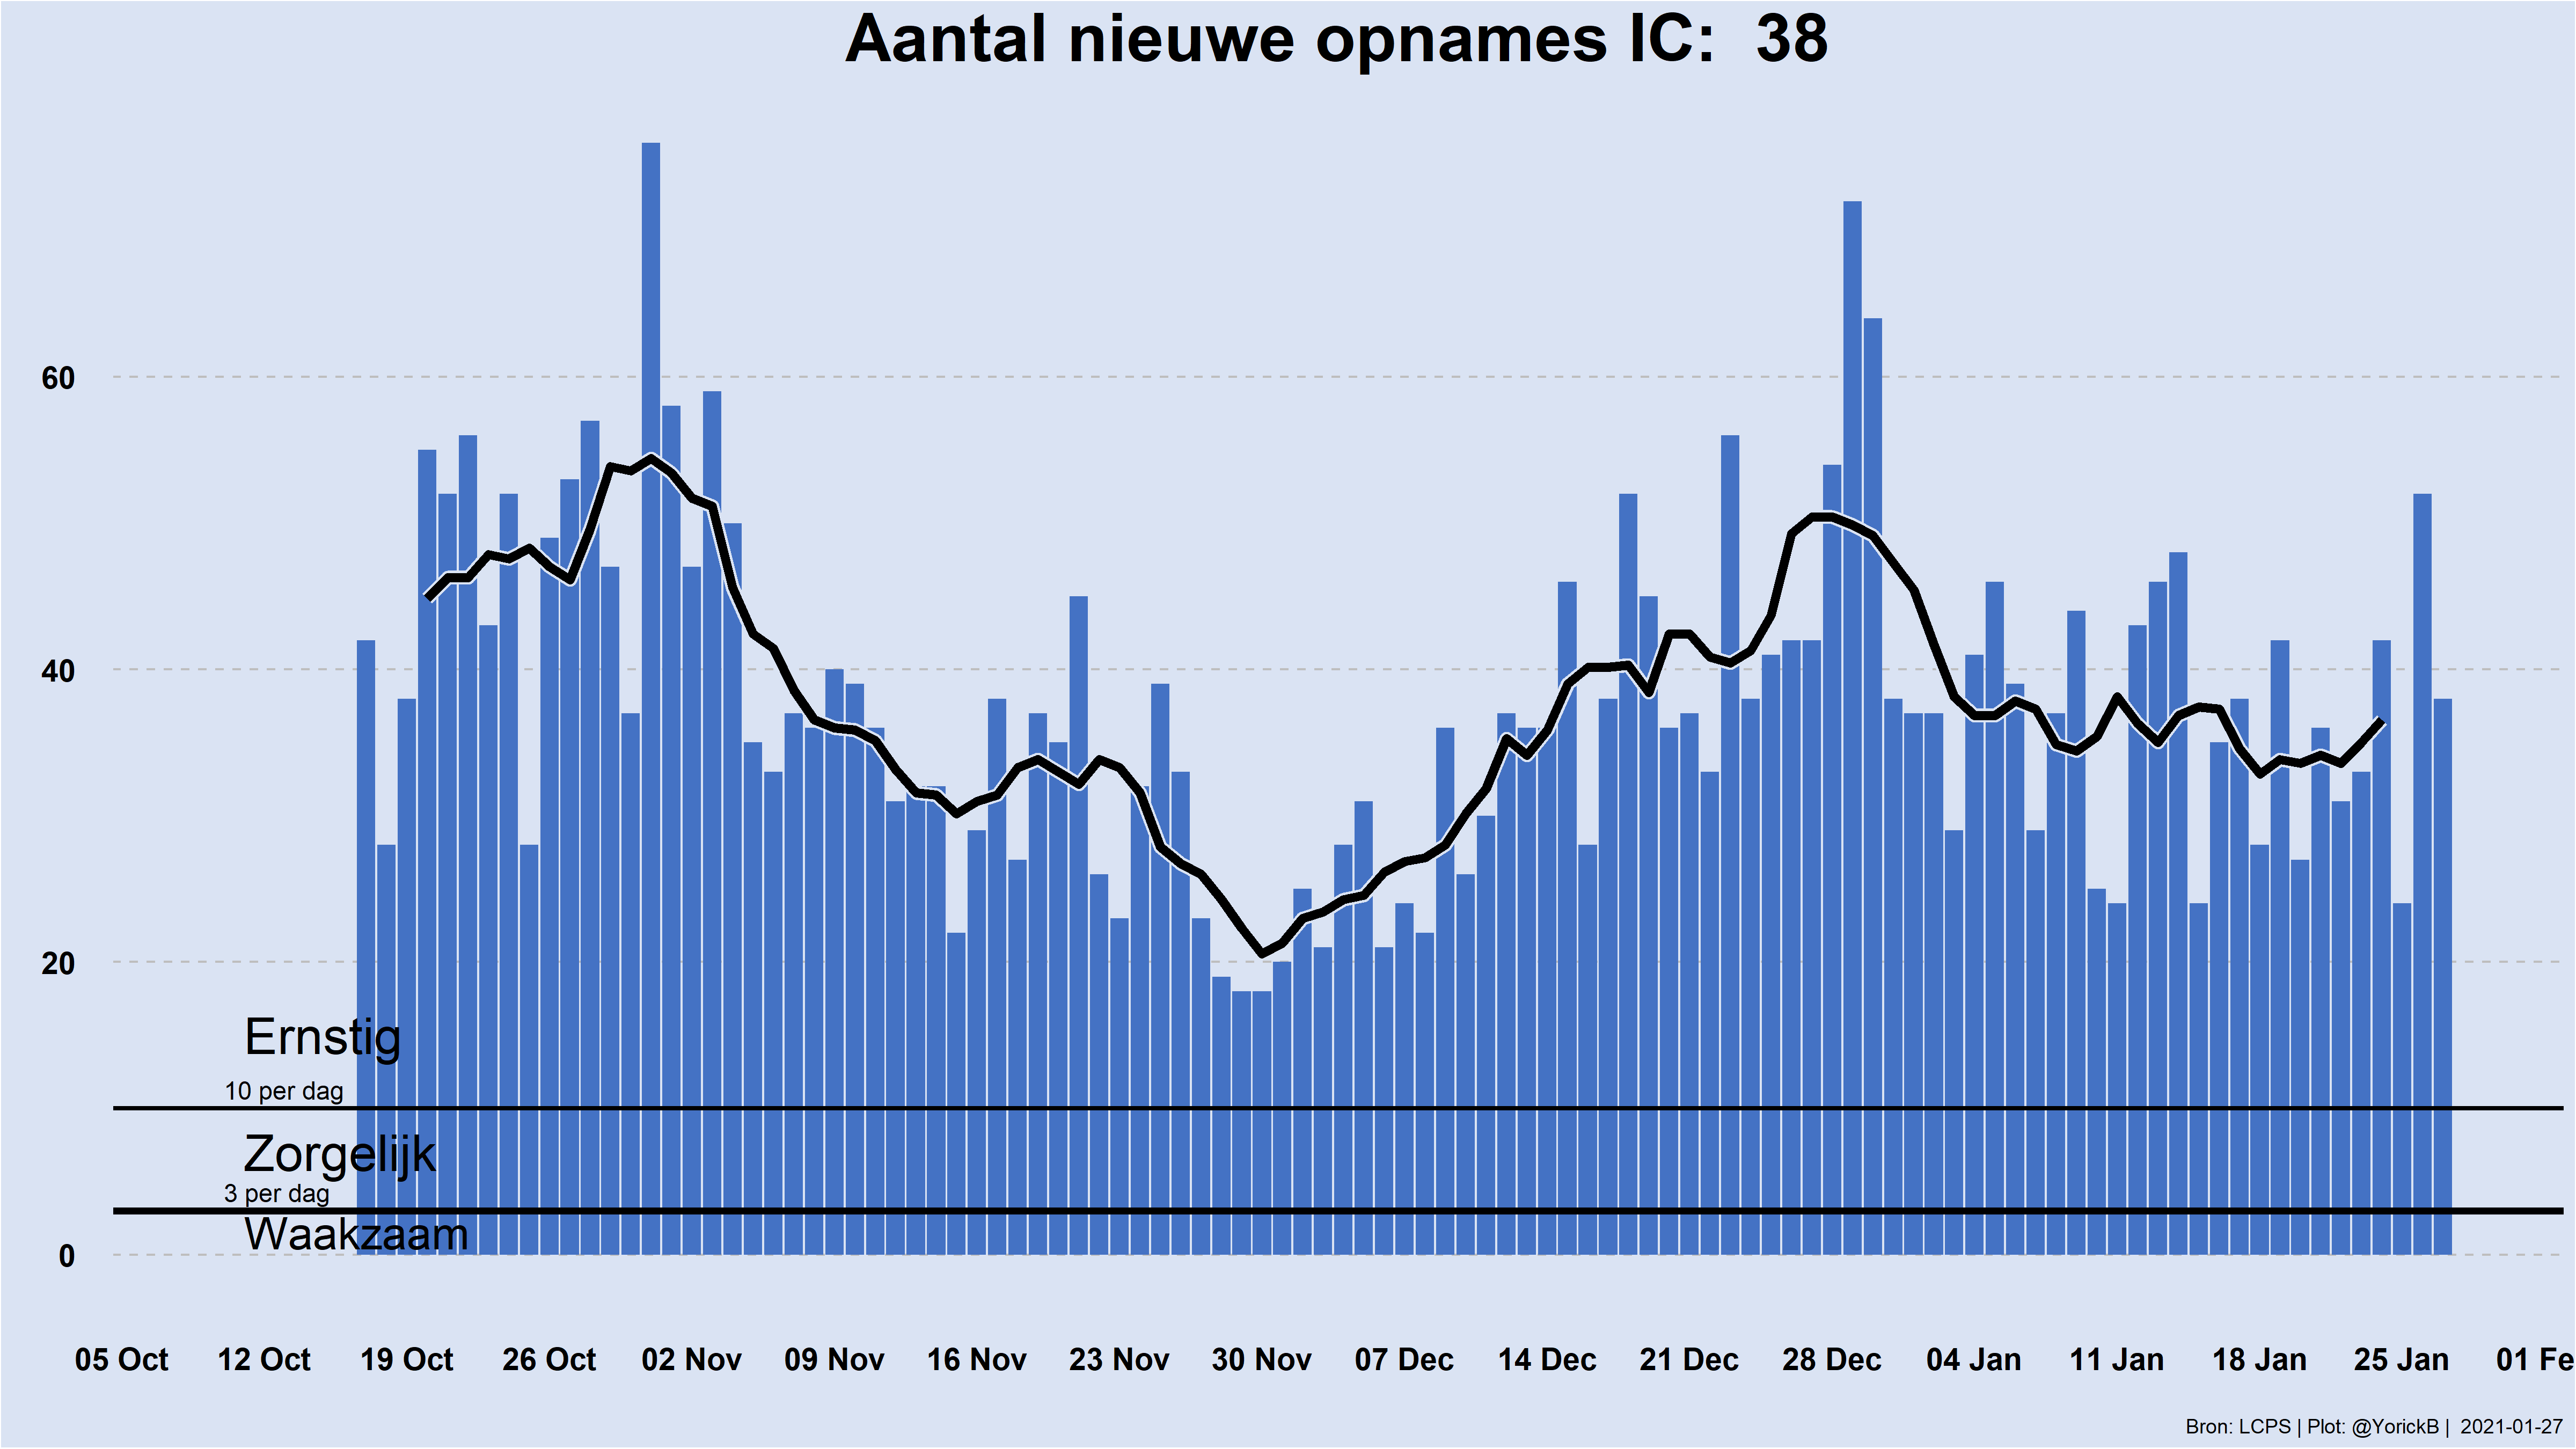 Aantal nieuwe opnames IC:  38
60
40
20
Ernstig
10 per dag
Zorgelijk
3 per dag
Waakzaam
0
05 Oct 12 Oct 19 Oct 26 Oct 02 Nov 09 Nov 16 Nov 23 Nov 30 Nov 07 Dec 14 Dec 21 Dec 28 Dec 04 Jan 11 Jan 18 Jan 25 Jan 01 Fe
Bron: LCPS | Plot: @YorickB |  2021-01-27